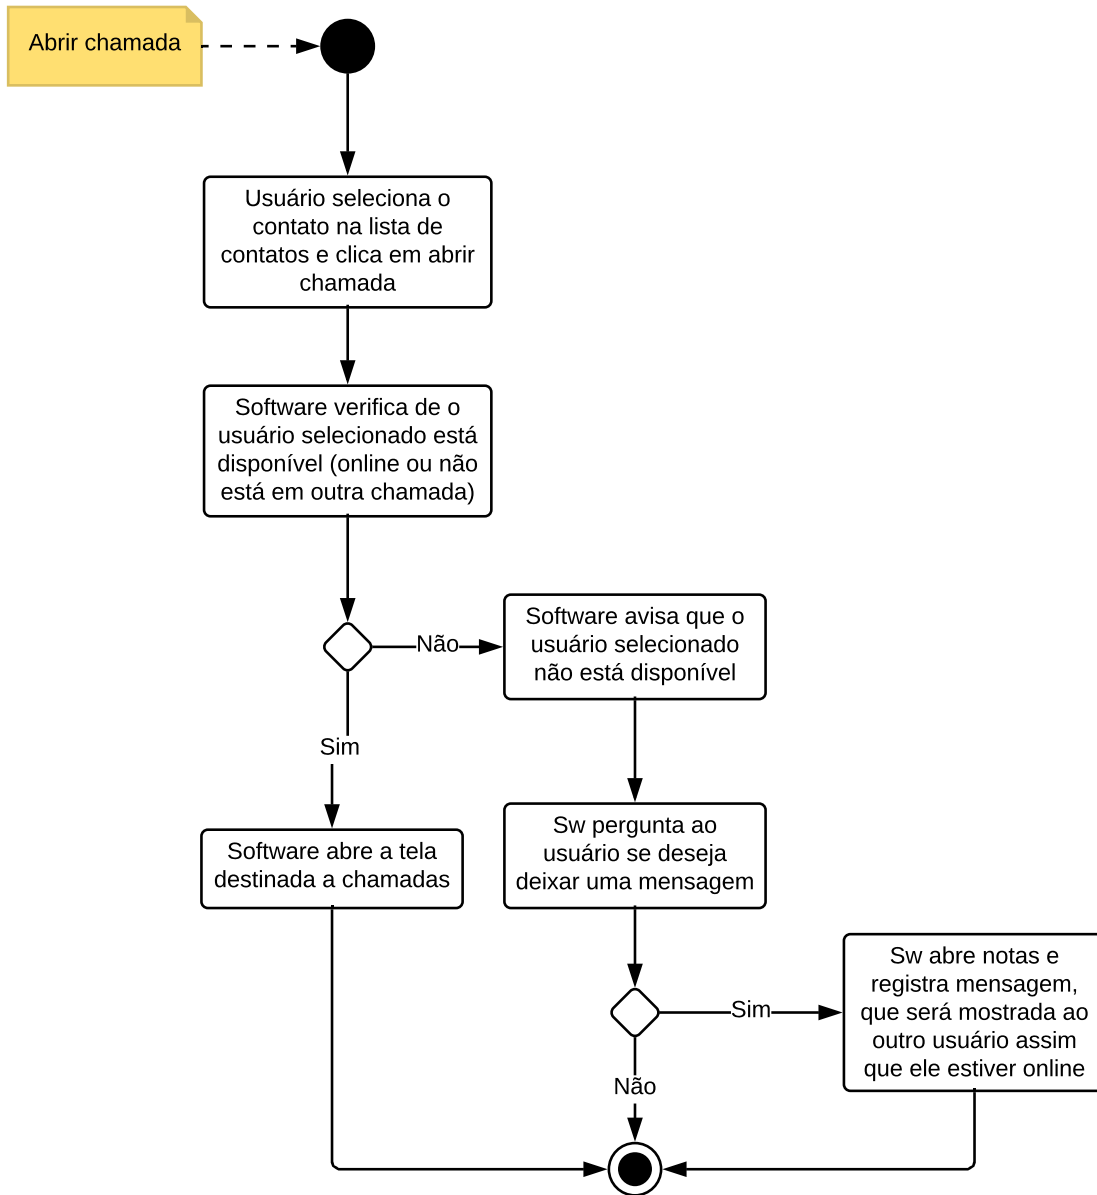 Abrir chamada
Usuário seleciona o
contato na lista de
contatos e clica em abrir
chamada
Software verifica de o
usuário selecionado está
disponível (online ou não
está em outra chamada)
Não
Software avisa que o
usuário selecionado
não está disponível
Sim
Software abre a tela
destinada a chamadas
Sw pergunta ao
usuário se deseja
deixar uma mensagem
Sim
Sw abre notas e
registra mensagem,
que será mostrada ao
outro usuário assim
que ele estiver online
Não